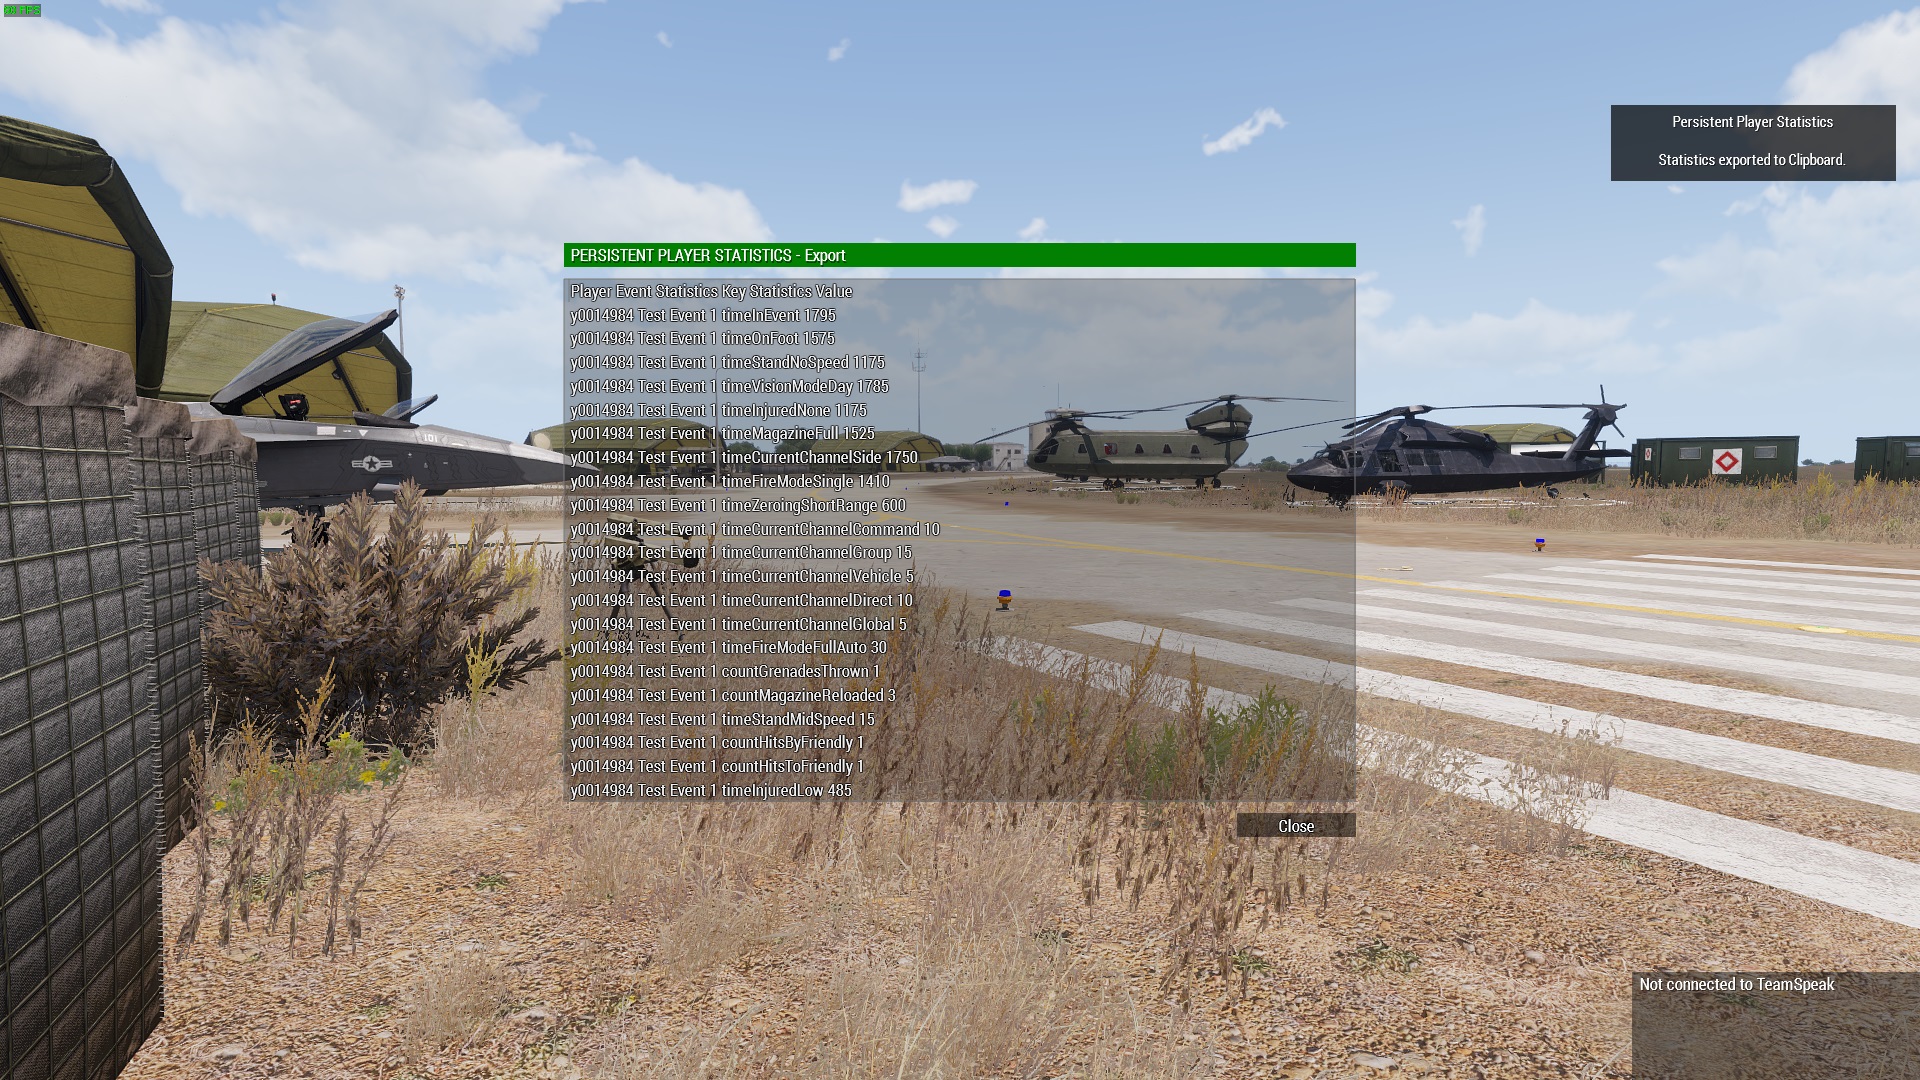 Persistent Player Statistics
Statistics exported to Clipboard.
PERSISTENT PLAYER STATISTICS - Export
Player Event Statistics Key Statistics Value
y0014984 Test Event 1 timeInEvent 1795
y0014984 Test Event 1 timeOnFoot 1575
y0014984 Test Event 1 timeStandNoSpeed 1175
y0014984 Test Event 1 timeVisionModeDay 1785
y0014984 Test Event 1 timeInjuredNone 1175
y0014984 Test Event 1 timeMagazineFull 1525
y0014984 Test Event 1 timeCurrentChannelSide 1750
y0014984 Test Event 1 timeFireModeSingle 1410
y0014984 Test Event 1 timeZeroingShortRange 600
y0014984 Test Event 1 timeCurrentChannelCommand 10
y0014984 Test Event 1 timeCurrentChannelGroup 15
y0014984 Test Event 1 timeCurrentChannelVehicle 5
y0014984 Test Event 1 timeCurrentChannelDirect 10
y0014984 Test Event 1 timeCurrentChannelGlobal 5
y0014984 Test Event 1 timeFireModeFullAuto 30
y0014984 Test Event 1 countGrenadesThrown 1
y0014984 Test Event 1 countMagazineReloaded 3
y0014984 Test Event 1 timeStandMidSpeed 15
y0014984 Test Event 1 countHitsByFriendly 1
y0014984 Test Event 1 countHitsToFriendly 1
y0014984 Test Event 1 timeInjuredLow 485
101
Close
Not connected to TeamSpeak